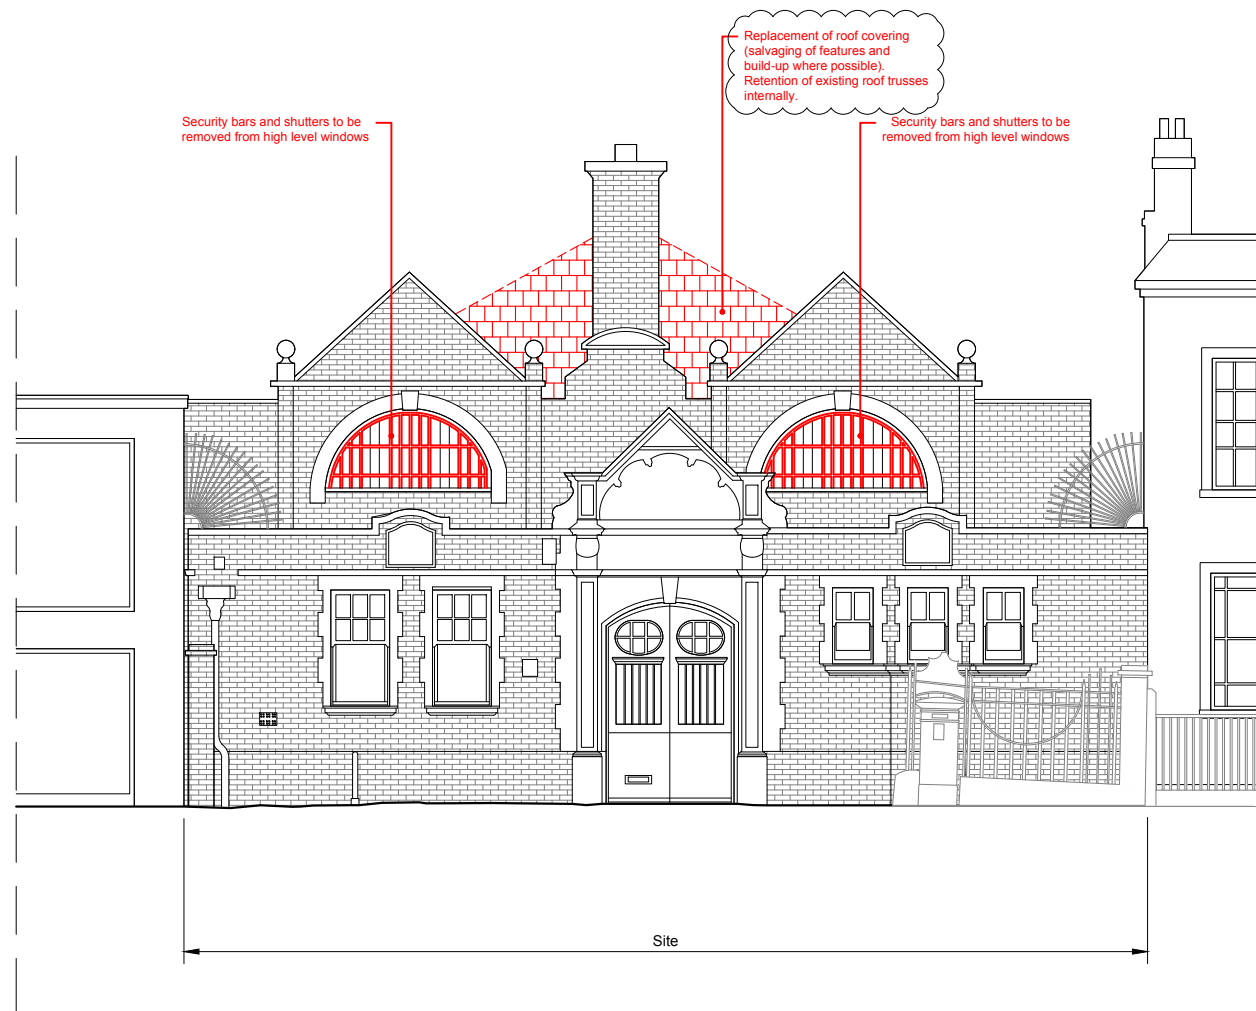 Replacement of roof covering
(salvaging of features and
build-up where possible).
Retention of existing roof trusses
internally.
Security bars and shutters to be
removed from high level windows
Security bars and shutters to be
removed from high level windows
Site